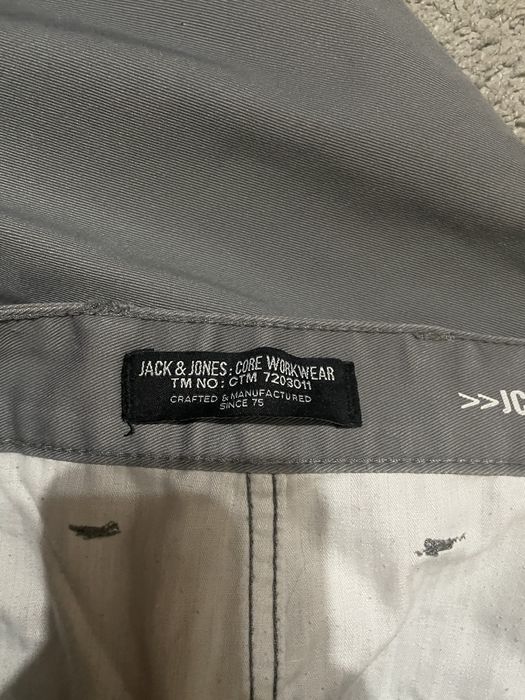 JACK & JONES: CORE WORKWEAR
TM NO: CTM 7203011
CRAFTED & MANUFACTURED
SINCE 75
>>JC